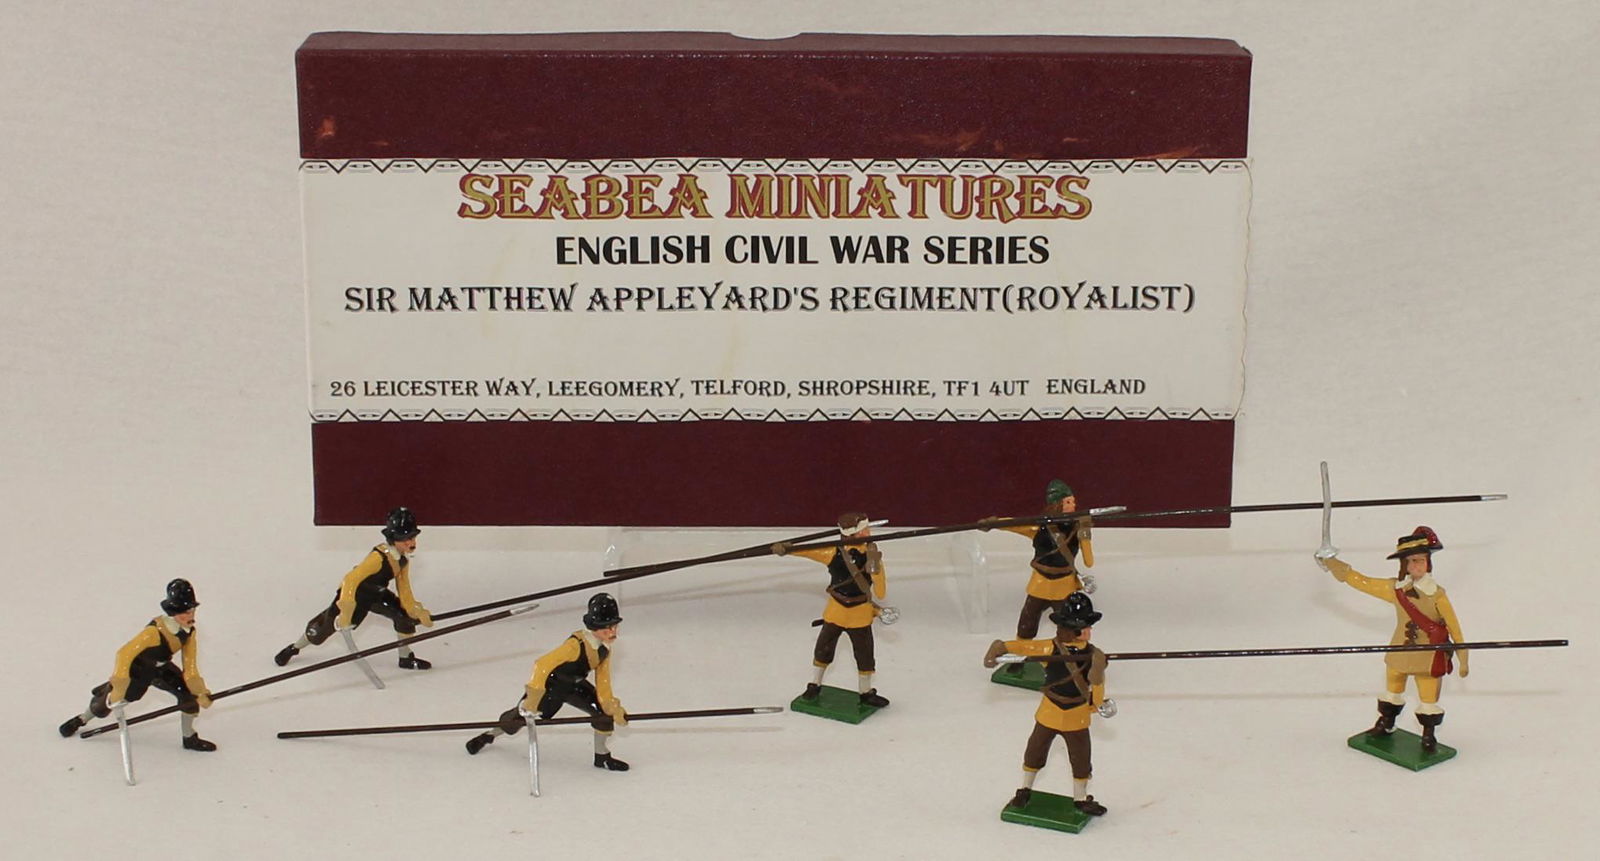 SEABEA MINIATURES
ENGLISH CIVIL WAR SERIES
SIR MATTHEW APPLEYARD'S REGIMENT(ROYALIST)
26 LEICESTER WAY, LEEGOMERY, TELFORD, SHROPSHIRE, TF1 4UT ENGLAND